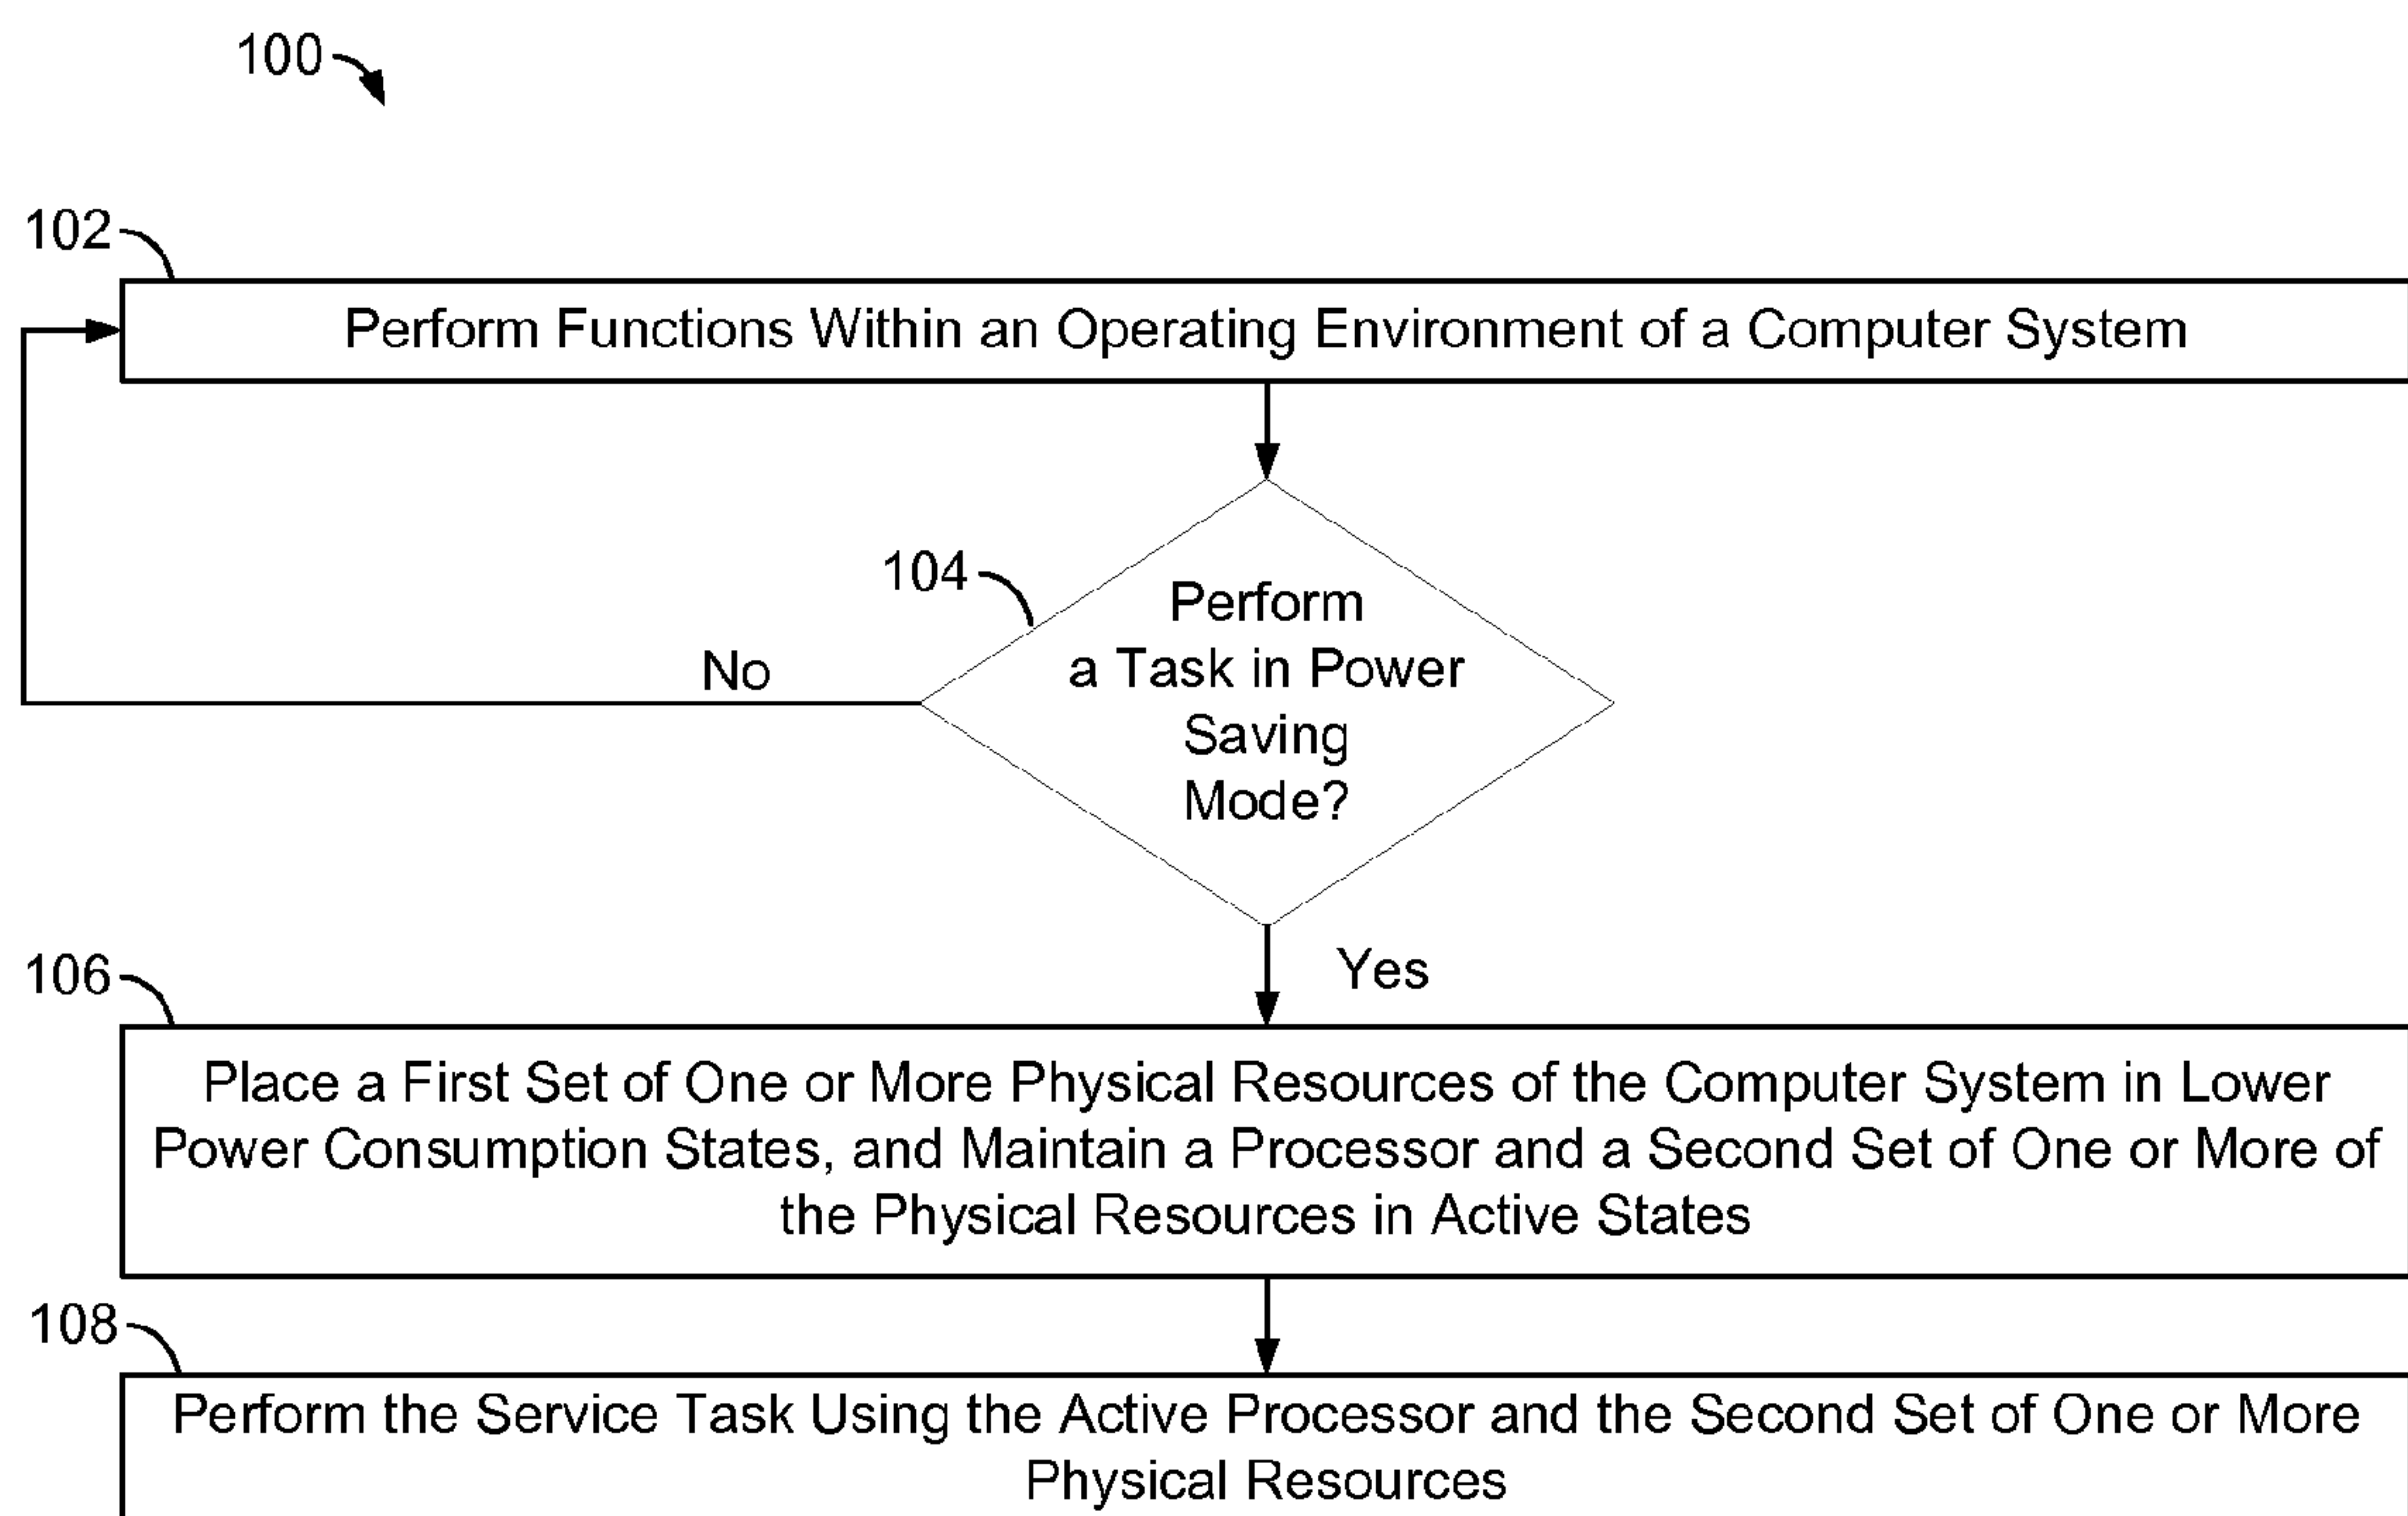 100
102
Perform Functions Within an Operating Environment of a Computer System
104
Perform
a Task in Power
Saving
Mode?
No
Yes
106
Place a First Set of One or More Physical Resources of the Computer System in Lower
Power Consumption States, and Maintain a Processor and a Second Set of One or More of
the Physical Resources in Active States
108
Perform the Service Task Using the Active Processor and the Second Set of One or More
Physical Resources